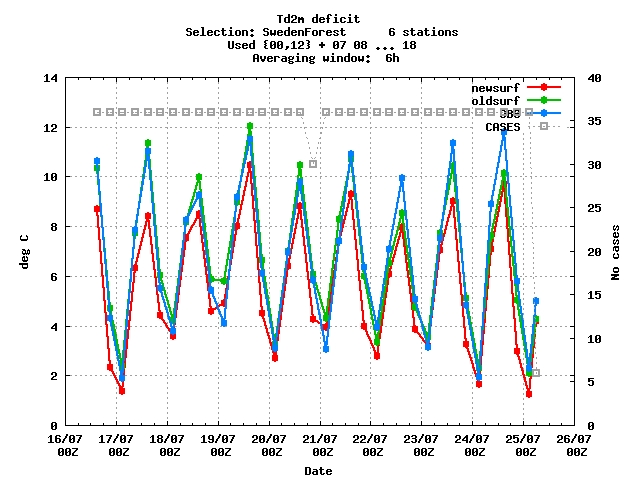 Td2m deficit
Selection: SwedenForest 6 stations
Used {00,12} + 07 08 ... 18
Averaging window: 6h
newsurf
oldsurf
OBS
CASES
deg C
14
12
10
8
6
4
2
0
No cases
40
35
30
25
20
15
10
5
0
16/07 17/07 18/07 19/07 20/07 21/07 22/07 23/07 24/07 25/07 26/07
00Z 00Z 00Z 00Z 00Z 00Z 00Z 00Z 00Z 00Z 00Z
Date